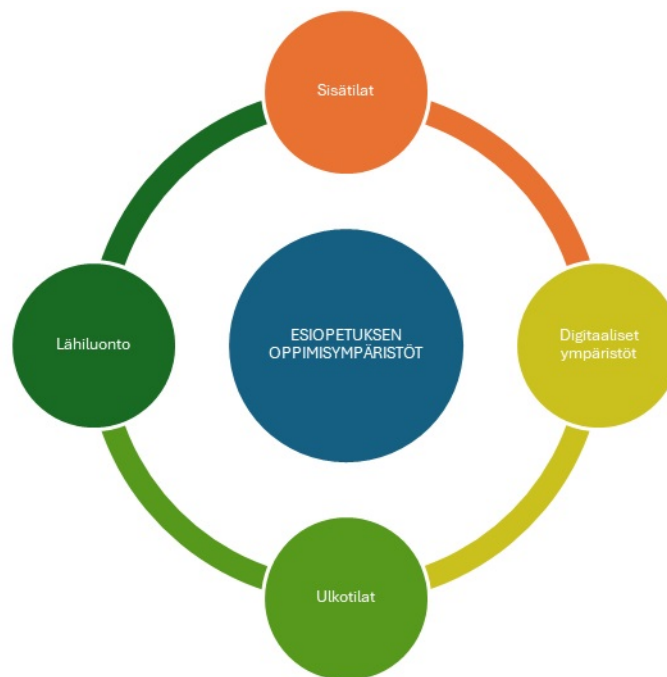 Sisätilat
Lähiluonto
ESIOPETUKSEN
OPPIMISYMPÄRISTÖT
Digitaaliset
ympäristöt
Ulkotilat